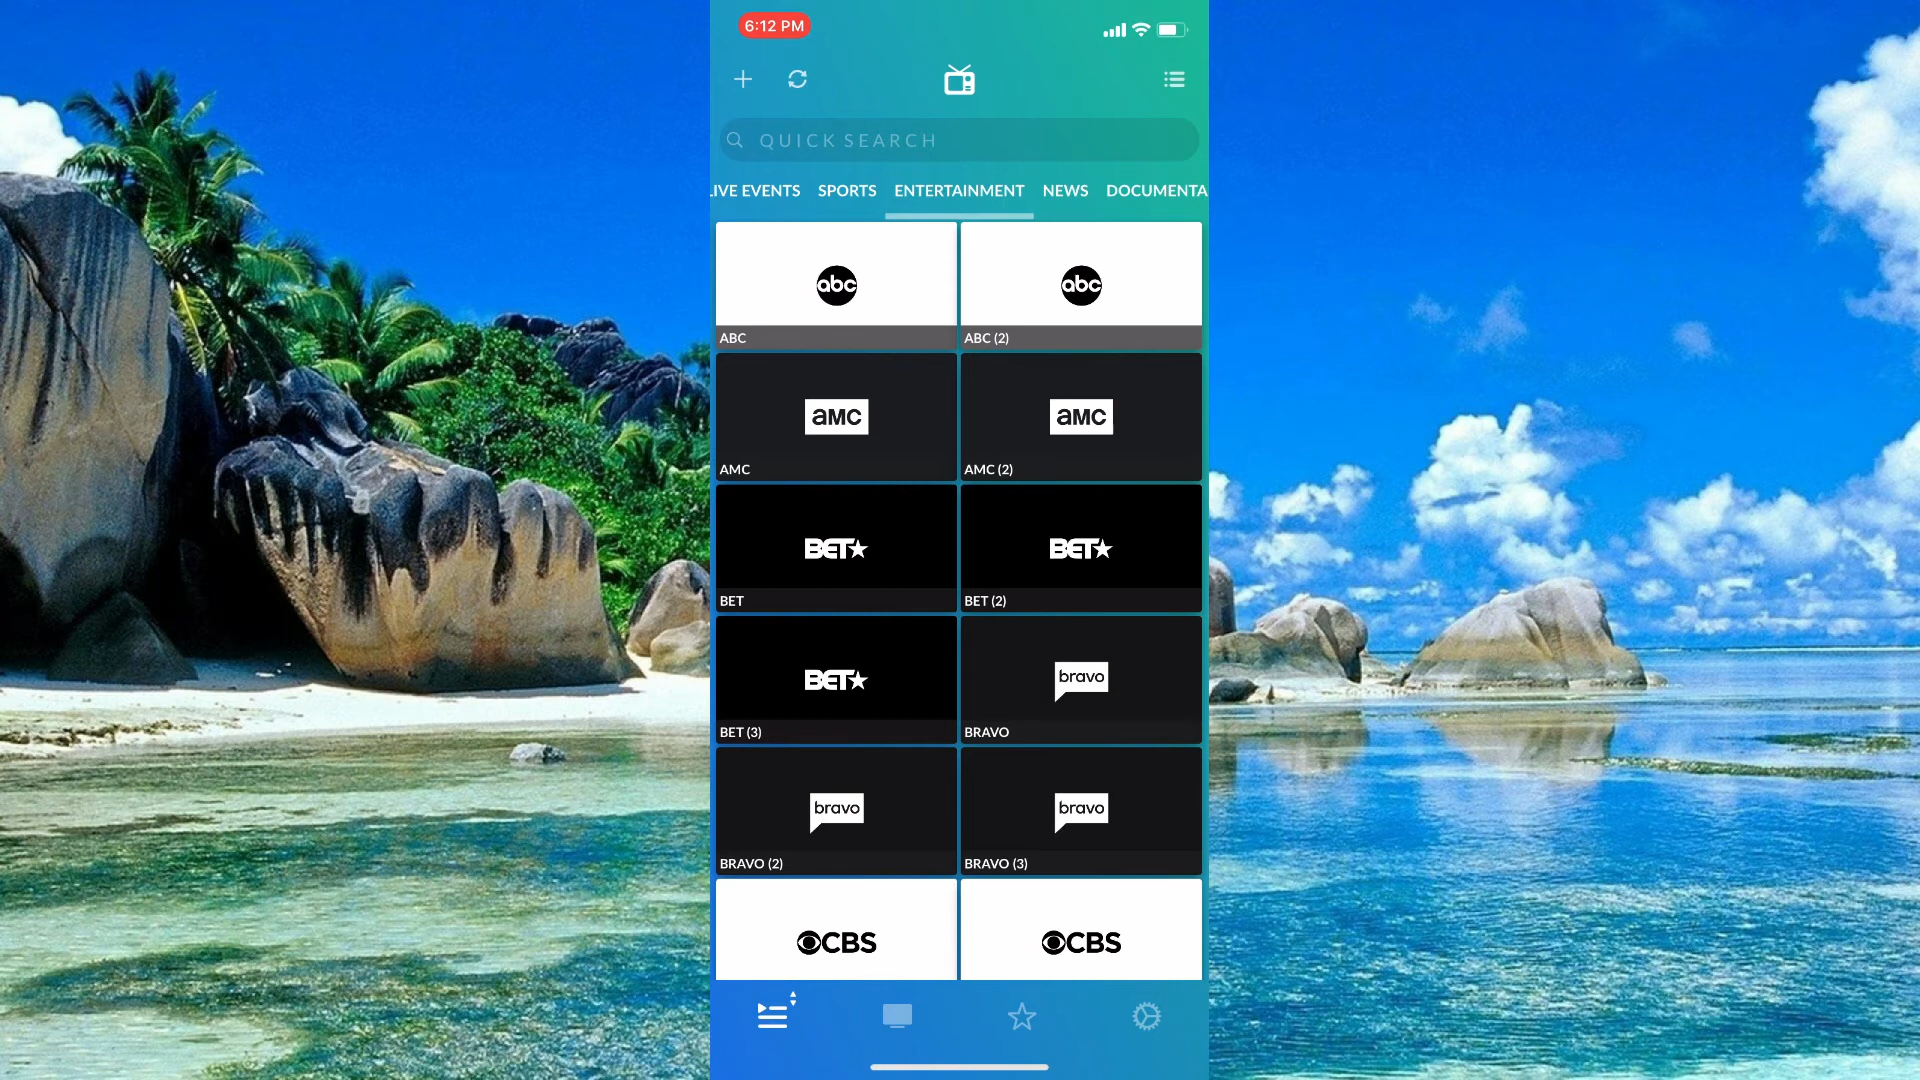 6:12 PM
QUICK SEARCH
LIVE EVENTS SPORTS ENTERTAINMENT NEWS DOCUMENTA
abc
abc
ABC
ABC (2)
aMC
aMC
AMC
AMC (2)
BET
BET
BET
BET (2)
BET
bravo
BET (3)
BRAVO
bravo
bravo
BRAVO (2)
BRAVO (3)
CBS
CBS